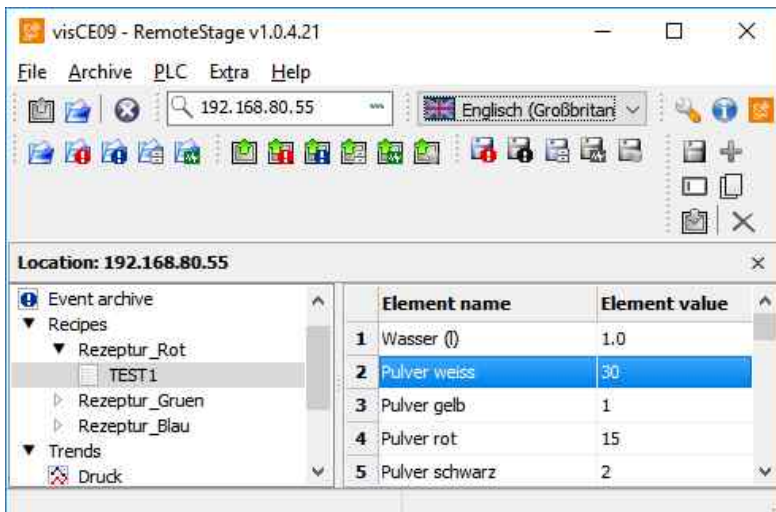 visCE09 - RemoteStage v1.0.4.21
File Archive PLC Extra Help
192.168.80.55 Englisch (Großbritan
Location: 192.168.80.55
Event archive
Recipes
Rezeptur_Rot
TEST1
Rezeptur_Gruen
Rezeptur_Blau
Trends
Druck
Element name Element value
1 Wasser (l) 1.0
2 Pulver weiss 30
3 Pulver gelb 1
4 Pulver rot 15
5 Pulver schwarz 2